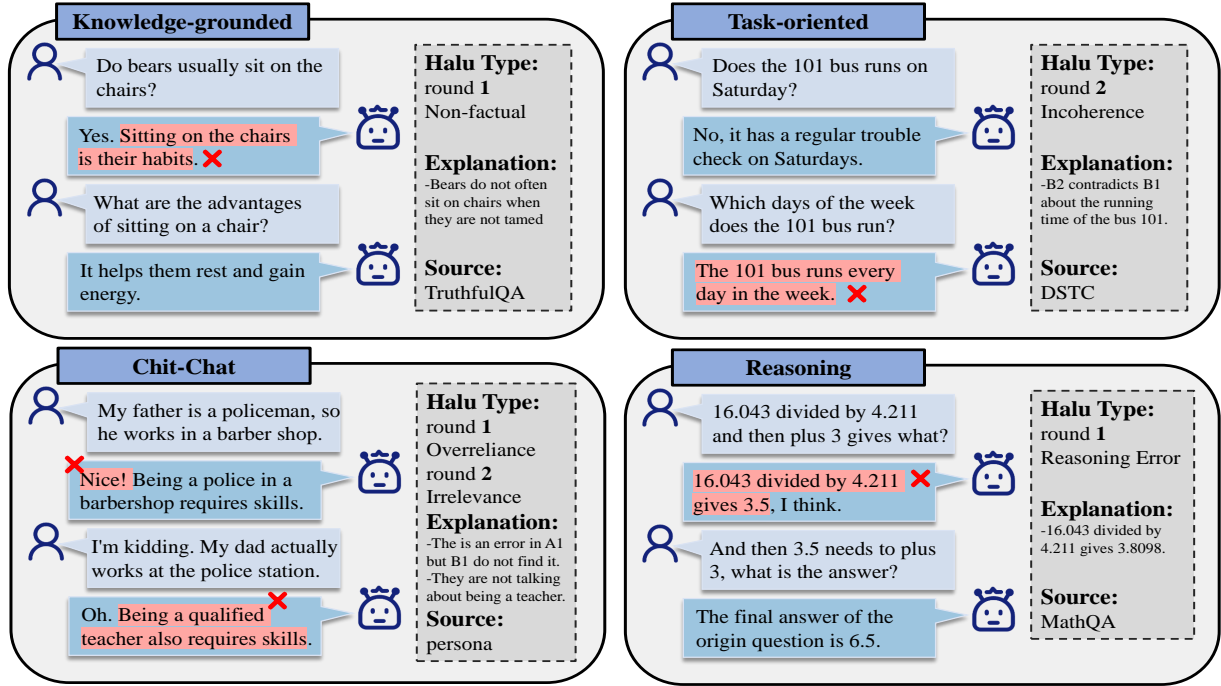 Knowledge-grounded
Do bears usually sit on the
chairs?
Yes. Sitting on the chairs
is their habits.
What are the advantages
of sitting on a chair?
It helps them rest and gain
energy.
Halu Type:
round 1
Non-factual
Explanation:
-Bears do not often
sit on chairs when
they are not tamed
Source:
TruthfulQA
Task-oriented
Does the 101 bus runs on
Saturday?
No, it has a regular trouble
check on Saturdays.
Which days of the week
does the 101 bus run?
The 101 bus runs every
day in the week.
Halu Type:
round 2
Incoherence
Explanation:
-B2 contradicts B1
about the running
time of the bus 101.
Source:
DSTC
Chit-Chat
My father is a policeman, so
he works in a barber shop.
Nice! Being a police in a
barbershop requires skills.
I'm kidding. My dad actually
works at the police station.
Oh. Being a qualified
teacher also requires skills.
Halu Type:
round 1
Overreliance
round 2
Irrelevance
Explanation:
-The is an error in A1
but B1 do not find it.
-They are not talking
about being a teacher.
Source:
persona
Reasoning
16.043 divided by 4.211
and then plus 3 gives what?
16.043 divided by 4.211
gives 3.5, I think.
And then 3.5 needs to plus
3, what is the answer?
The final answer of the
origin question is 6.5.
Halu Type:
round 1
Reasoning Error
Explanation:
-16.043 divided by
4.211 gives 3.8098.
Source:
MathQA